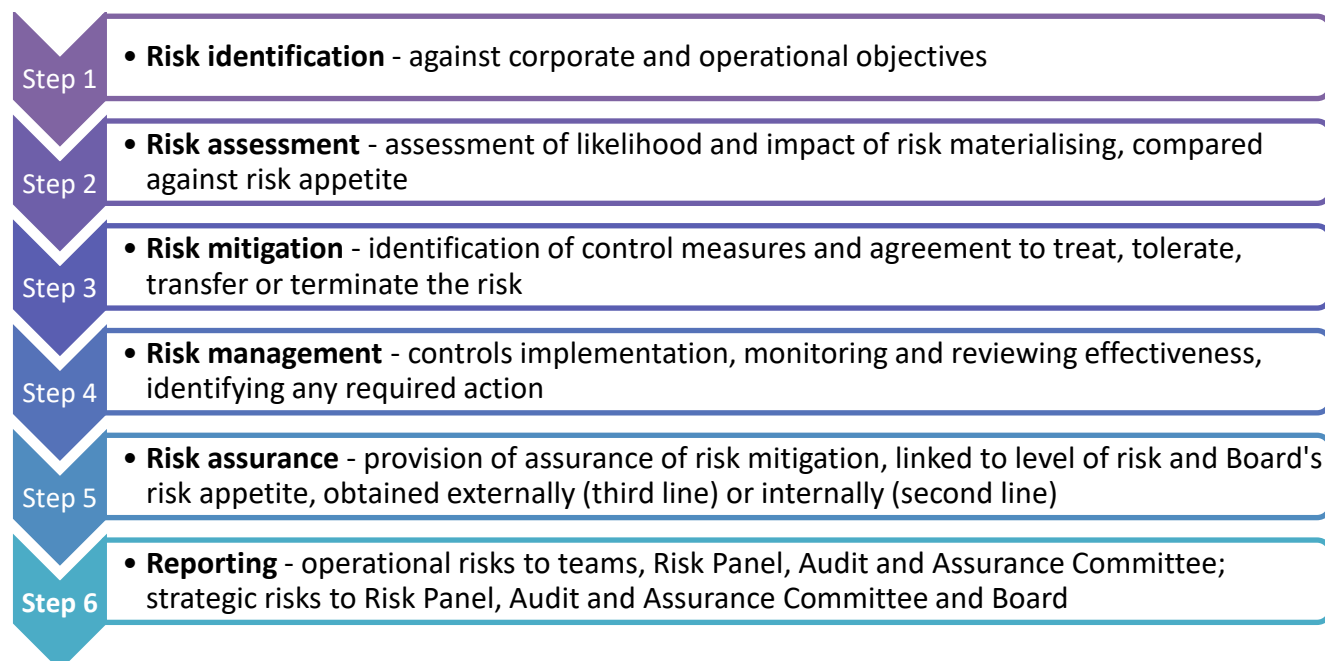 Step 1
• Risk identification - against corporate and operational objectives
Step 2
• Risk assessment - assessment of likelihood and impact of risk materialising, compared
against risk appetite
Step 3
• Risk mitigation - identification of control measures and agreement to treat, tolerate,
transfer or terminate the risk
Step 4
• Risk management - controls implementation, monitoring and reviewing effectiveness,
identifying any required action
Step 5
• Risk assurance - provision of assurance of risk mitigation, linked to level of risk and Board's
risk appetite, obtained externally (third line) or internally (second line)
Step 6
• Reporting - operational risks to teams, Risk Panel, Audit and Assurance Committee;
strategic risks to Risk Panel, Audit and Assurance Committee and Board